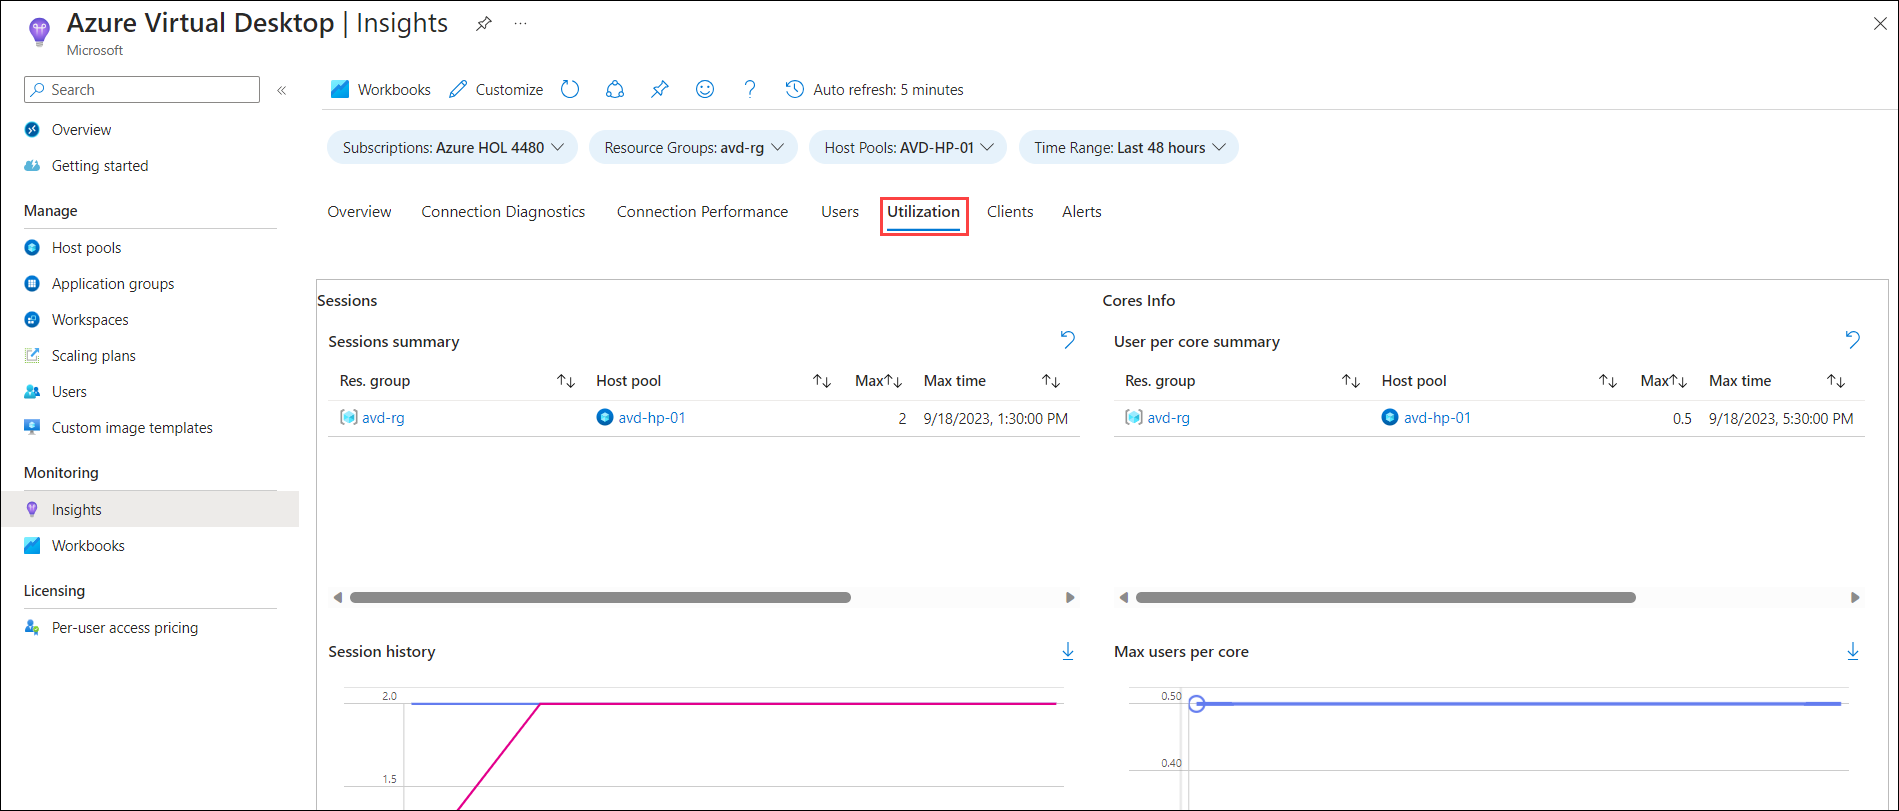 Azure Virtual Desktop | Insights
...
Microsoft
Search
«
Overview
Getting started
Manage
Host pools
Application groups
Workspaces
Scaling plans
Users
Custom image templates
Monitoring
Insights
Workbooks
Licensing
Per-user access pricing
Workbooks
Customize
?
Auto refresh: 5 minutes
Subscriptions: Azure HOL 4480
Resource Groups: avd-rg
Host Pools: AVD-HP-01
Time Range: Last 48 hours
Overview
Connection Diagnostics
Connection Performance
Users
Utilization
Clients
Alerts
Sessions
Sessions summary
Res. group ↑↓ Host pool ↑↓ Max↑↓ Max time ↑↓
avd-rg avd-hp-01 2 9/18/2023, 1:30:00 PM
Session history
2.0
1.5
Cores Info
User per core summary
Res. group ↑↓ Host pool ↑↓ Max↑↓ Max time ↑↓
avd-rg avd-hp-01 0.5 9/18/2023, 5:30:00 PM
Max users per core
0.50
0.40